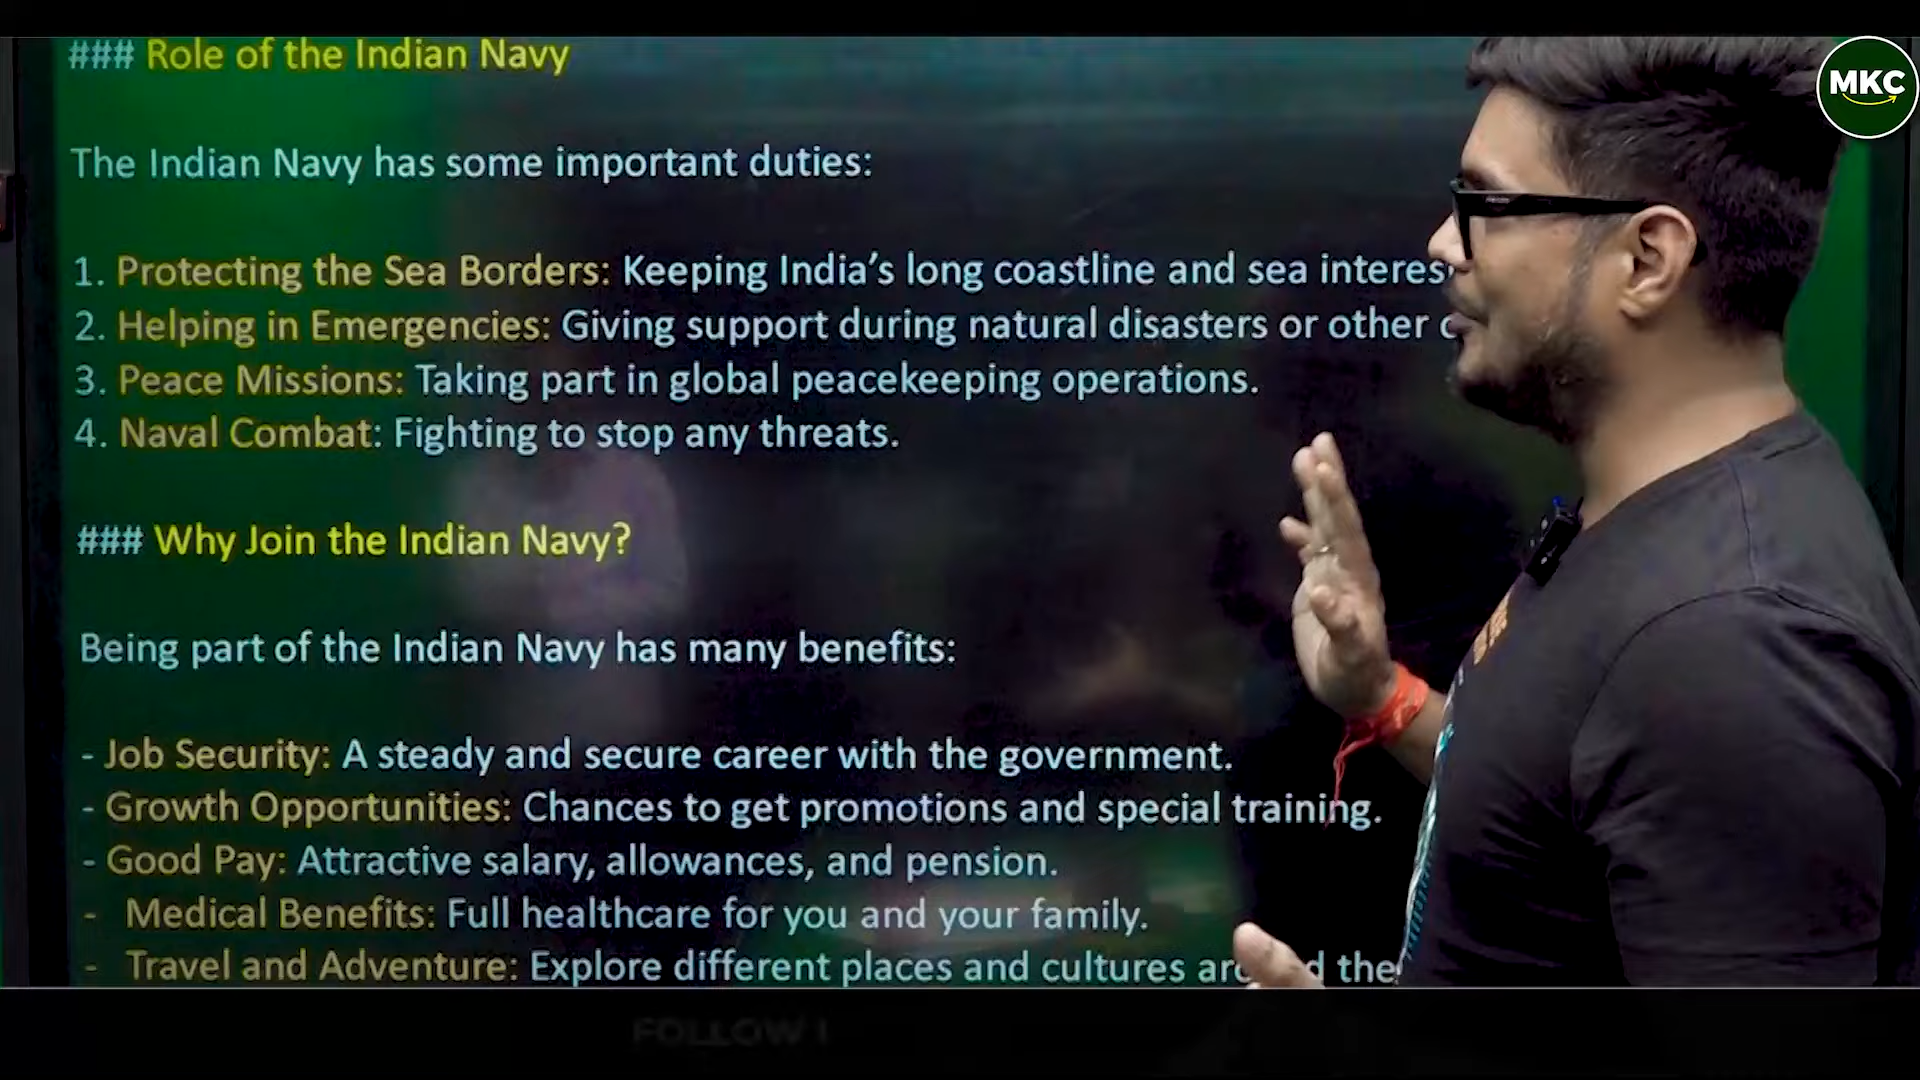 ### Role of the Indian Navy
MKC
The Indian Navy has some important duties:
1. Protecting the Sea Borders: Keeping India’s long coastline and sea
2. Helping in Emergencies: Giving support during natural disasters or other
3. Peace Missions: Taking part in global peacekeeping operations.
4. Naval Combat: Fighting to stop any threats.
### Why Join the Indian Navy?
Being part of the Indian Navy has many benefits:
- Job Security: A steady and secure career with the government.
- Growth Opportunities: Chances to get promotions and special training.
- Good Pay: Attractive salary, allowances, and pension.
- Medical Benefits: Full healthcare for you and your family.
- Travel and Adventure: Explore different places and cultures the
FOLLOW